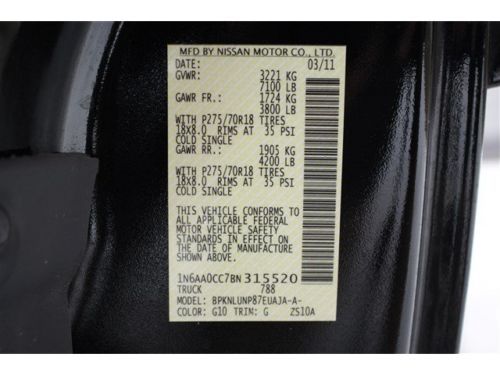 MFD BY NISSAN MOTOR CO., LTD.
DATE: 03/11
GVWR: 3221 KG
7100 LB
GAWR FR.: 1724 KG
3800 LB
WITH P275/70R18 TIRES
18x8.0 RIMS AT 35 PSI
COLD SINGLE
GAWR RR.: 1905 KG
4200 LB
WITH P275/70R18 TIRES
18x8.0 RIMS AT 35 PSI
COLD SINGLE
THIS VEHICLE CONFORMS TO
ALL APPLICABLE FEDERAL
MOTOR VEHICLE SAFETY
STANDARDS IN EFFECT ON
THE DATE OF MANUFACTURE
SHOWN ABOVE.
1N6AA0CC7BN315520
TRUCK 788
MODEL: BPKNLUNP87EUAJA-A-
COLOR: G10 TRIM: G ZS10A